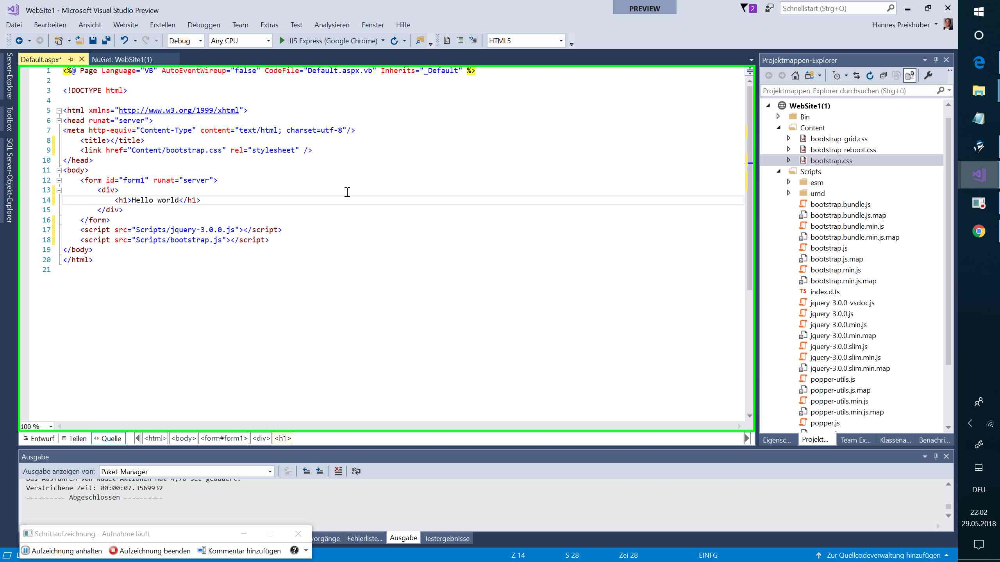 WebSite1 - Microsoft Visual Studio Preview
PREVIEW
2
Schnellstart (Strg+Q)
Datei Bearbeiten Ansicht Website Erstellen Debuggen Team Extras Test Analysieren Fenster Hilfe
Hannes Preishuber
Debug
Any CPU
IIS Express (Google Chrome)
HTML5
Server-Explorer
Toolbox
SQL Server-Objekt-Explorer
Default.aspx*
NuGet: WebSite1(1)
1 <%@ Page Language="VB" AutoEventWireup="false" CodeFile="Default.aspx.vb" Inherits="_Default" %>
2
3 <!DOCTYPE html>
4
5 <html xmlns="http://www.w3.org/1999/xhtml">
6 <head runat="server">
7 <meta http-equiv="Content-Type" content="text/html; charset=utf-8"/>
8 <title></title>
9 <link href="Content/bootstrap.css" rel="stylesheet" />
10 </head>
11 <body>
12 <form id="form1" runat="server">
13 <div>
14 <h1>Hello world</h1>
15 </div>
16 </form>
17 <script src="Scripts/jquery-3.0.0.js"></script>
18 <script src="Scripts/bootstrap.js"></script>
19 </body>
20 </html>
21
100 %
Entwurf Teilen Quelle <html> <body> <form#form1> <div> <h1>
Projektmappen-Explorer
Projektmappen-Explorer durchsuchen (Strg+ü)
WebSite1(1)
Bin
Content
bootstrap-grid.css
bootstrap-reboot.css
bootstrap.css
Scripts
esm
umd
bootstrap.bundle.js
bootstrap.bundle.js.map
bootstrap.bundle.min.js
bootstrap.bundle.min.js.map
bootstrap.js
bootstrap.js.map
bootstrap.min.js
bootstrap.min.js.map
TS index.d.ts
jquery-3.0.0-vsdoc.js
jquery-3.0.0.js
jquery-3.0.0.min.js
jquery-3.0.0.min.map
jquery-3.0.0.slim.js
jquery-3.0.0.slim.min.js
jquery-3.0.0.slim.min.map
popper-utils.js
popper-utils.js.map
popper-utils.min.js
popper-utils.min.js.map
popper.js
Eigensc... Projekt... Team Ex... Klassena... Benachri...
Ausgabe
Ausgabe anzeigen von: Paket-Manager
Das Ausführen von NuGet-Aktionen hat 4,76 sec gedauert.
Verstrichene Zeit: 00:00:07.3569932
========== Abgeschlossen ==========
Schrittaufzeichnung - Aufnahme läuft
Aufzeichnung anhalten Aufzeichnung beenden Kommentar hinzufügen
vorgänge Fehlerliste... Ausgabe Testergebnisse
Z 14 S 28 Zei 28 EINFG Zur Quellcodeverwaltung hinzufügen
DEU
22:02
29.05.2018